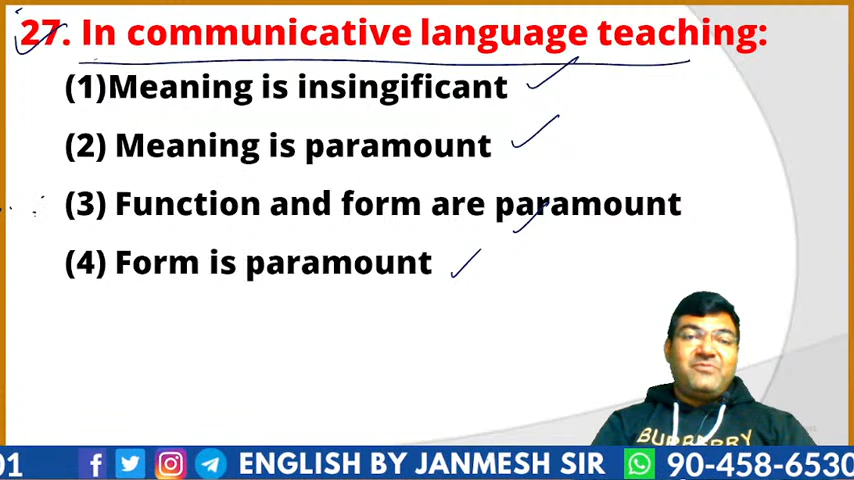 27. In communicative language teaching:
(1)Meaning is insingificant
(2) Meaning is paramount
(3) Function and form are paramount
(4) Form is paramount
BURBERRY
01 ENGLISH BY JANMESH SIR 90-458-6530